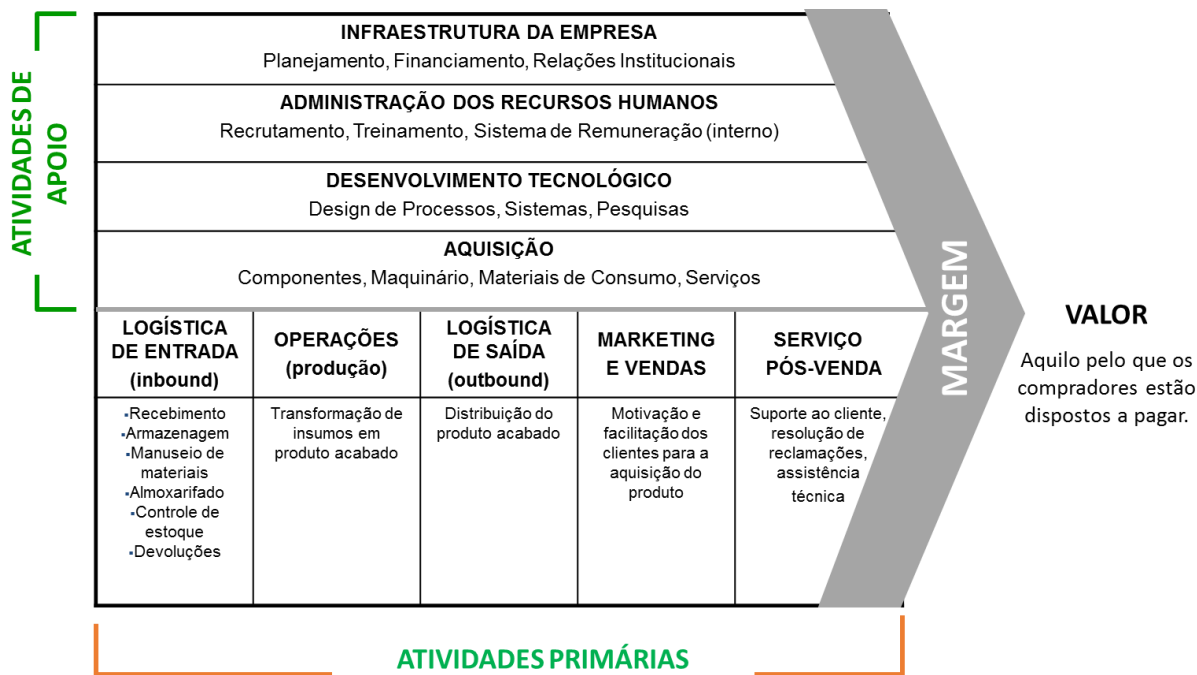 ATIVIDADES DE
APOIO
INFRAESTRUTURA DA EMPRESA
Planejamento, Financiamento, Relações Institucionais
ADMINISTRAÇÃO DOS RECURSOS HUMANOS
Recrutamento, Treinamento, Sistema de Remuneração (interno)
DESENVOLVIMENTO TECNOLÓGICO
Design de Processos, Sistemas, Pesquisas
AQUISIÇÃO
Componentes, Maquinário, Materiais de Consumo, Serviços
LOGÍSTICA
DE ENTRADA
(inbound)
▪Recebimento
▪Armazenagem
▪Manuseio de
materiais
▪Almoxarifado
▪Controle de
estoque
▪Devoluções
OPERAÇÕES
(produção)
Transformação de
insumos em
produto acabado
LOGÍSTICA
DE SAÍDA
(outbound)
Distribuição do
produto acabado
MARKETING
E VENDAS
Motivação e
facilitação dos
clientes para a
aquisição do
produto
SERVIÇO
PÓS-VENDA
Suporte ao cliente,
resolução de
reclamações,
assistência
técnica
MARGEM
VALOR
Aquilo pelo que os
compradores estão
dispostos a pagar.
ATIVIDADES PRIMÁRIAS